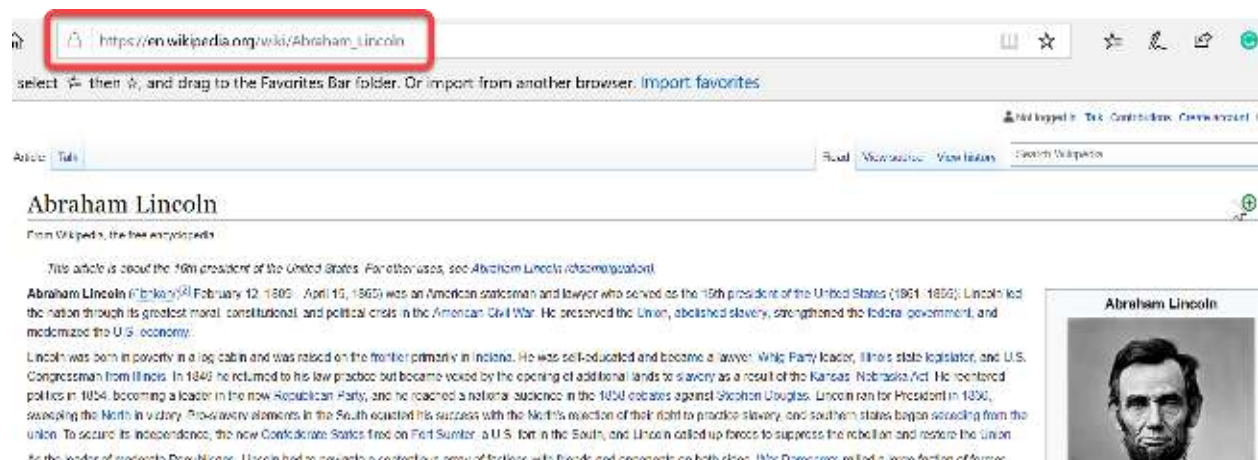 https://en.wikipedia.org/wiki/Abraham_Lincoln
select then and drag to the Favorites Bar folder. Or import from another browser. Import favorites
Not logged in Talk Contributions Create account
Article Talk Read View source View history Search Wikipedia
Abraham Lincoln
From Wikipedia, the free encyclopedia
This article is about the 16th president of the United States. For other uses, see Abraham Lincoln (disambiguation).
Abraham Lincoln February 12, 1809 – April 15, 1865) was an American statesman and lawyer who served as the 16th president of the United States (1861–1865). Lincoln led
the nation through its greatest moral, constitutional, and political crisis in the American Civil War. He preserved the Union, abolished slavery, strengthened the federal government, and
modernized the U.S. economy.
Abraham Lincoln
Lincoln was born in poverty in a log cabin and was raised on the frontier primarily in Indiana. He was self-educated and became a lawyer, Whig Party leader, Illinois state legislator, and U.S.
Congressman from Illinois. In 1849 he returned to his law practice but became vexed by the opening of additional lands to slavery as a result of the Kansas–Nebraska Act. He reentered
politics in 1854, becoming a leader in the new Republican Party, and he reached a national audience in the 1858 debates against Stephen Douglas. Lincoln ran for President in 1860,
sweeping the North in victory. Pro-slavery elements in the South equated his success with the North's rejection of their right to practice slavery, and southern states began seceding from the
union. To secure its independence, the new Confederate States fired on Fort Sumter, a U.S. fort in the South, and Lincoln called up forces to suppress the rebellion and restore the Union.